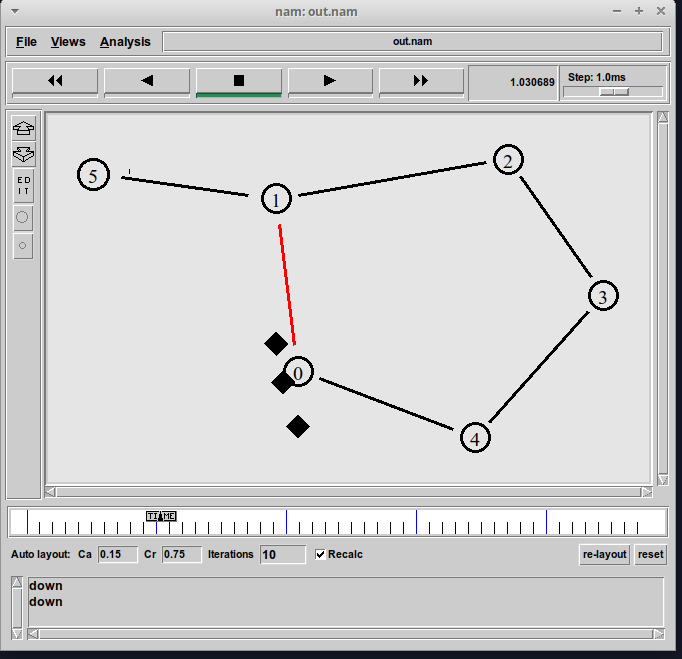 nam: out.nam
File Views Analysis out.nam
1.030689 Step: 1.0ms
E D
I T
5
1
2
3
0
4
TIME
Auto layout: Ca 0.15 Cr 0.75 Iterations 10 Recalc re-layout reset
down
down